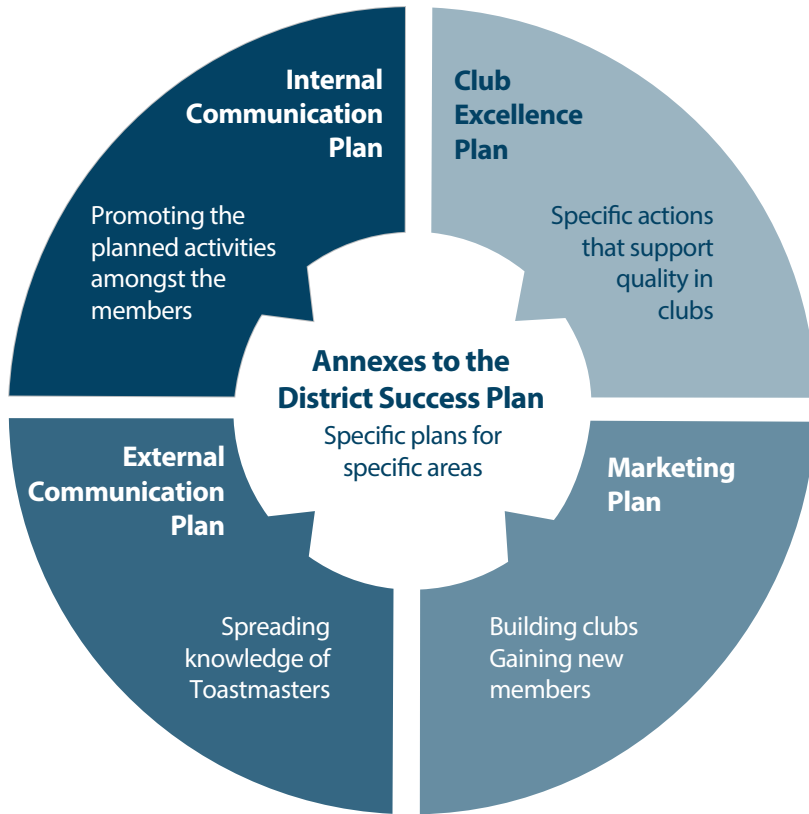 Internal
Communication
Plan
Promoting the
planned activities
amongst the
members
Club
Excellence
Plan
Specific actions
that support
quality in
clubs
Annexes to the
District Success Plan
Specific plans for
specific areas
External
Communication
Plan
Spreading
knowledge of
Toastmasters
Marketing
Plan
Building clubs
Gaining new
members